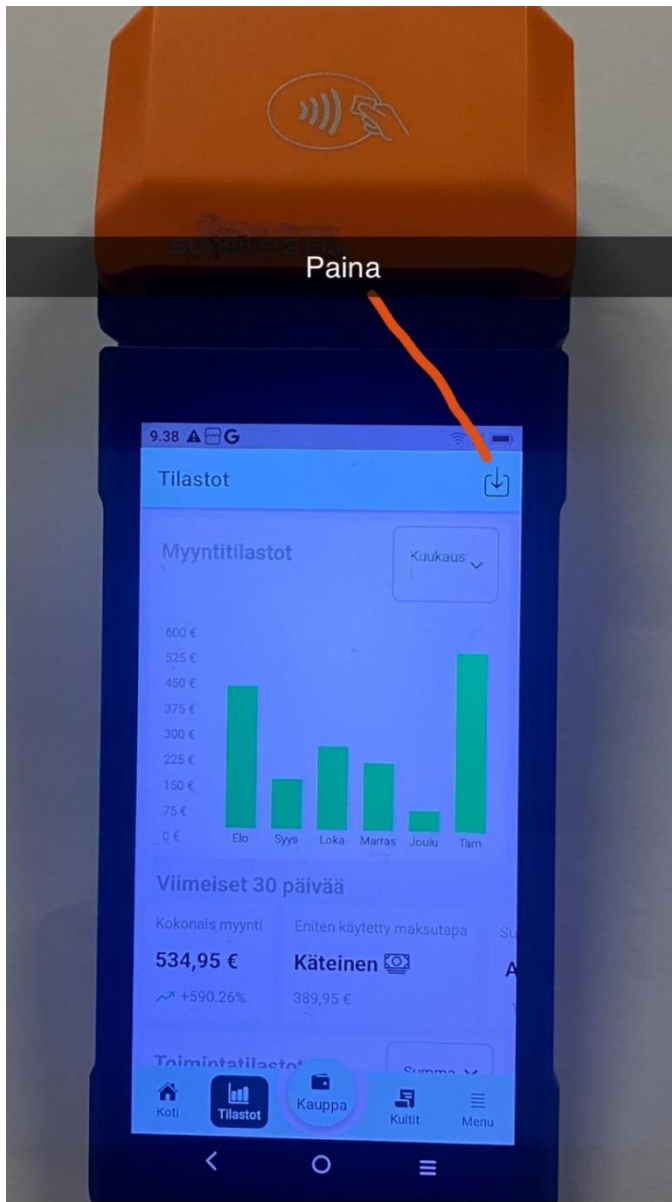 Paina
9.38 G
Tilastot
Myyntitilastot
Kuukaus
i
600 €
525 €
450 €
375 €
300 €
225 €
150 €
75 €
0 €
Elo Syys Loka Marras Joulu Tam
Viimeiset 30 päivää
Kokonais myynti Eniten käytetty maksutapa Su
534,95 € Käteinen A
+590.26% 389,95 €
Toimintatilastot Summa
Koti Tilastot Kauppa Kuitit Menu